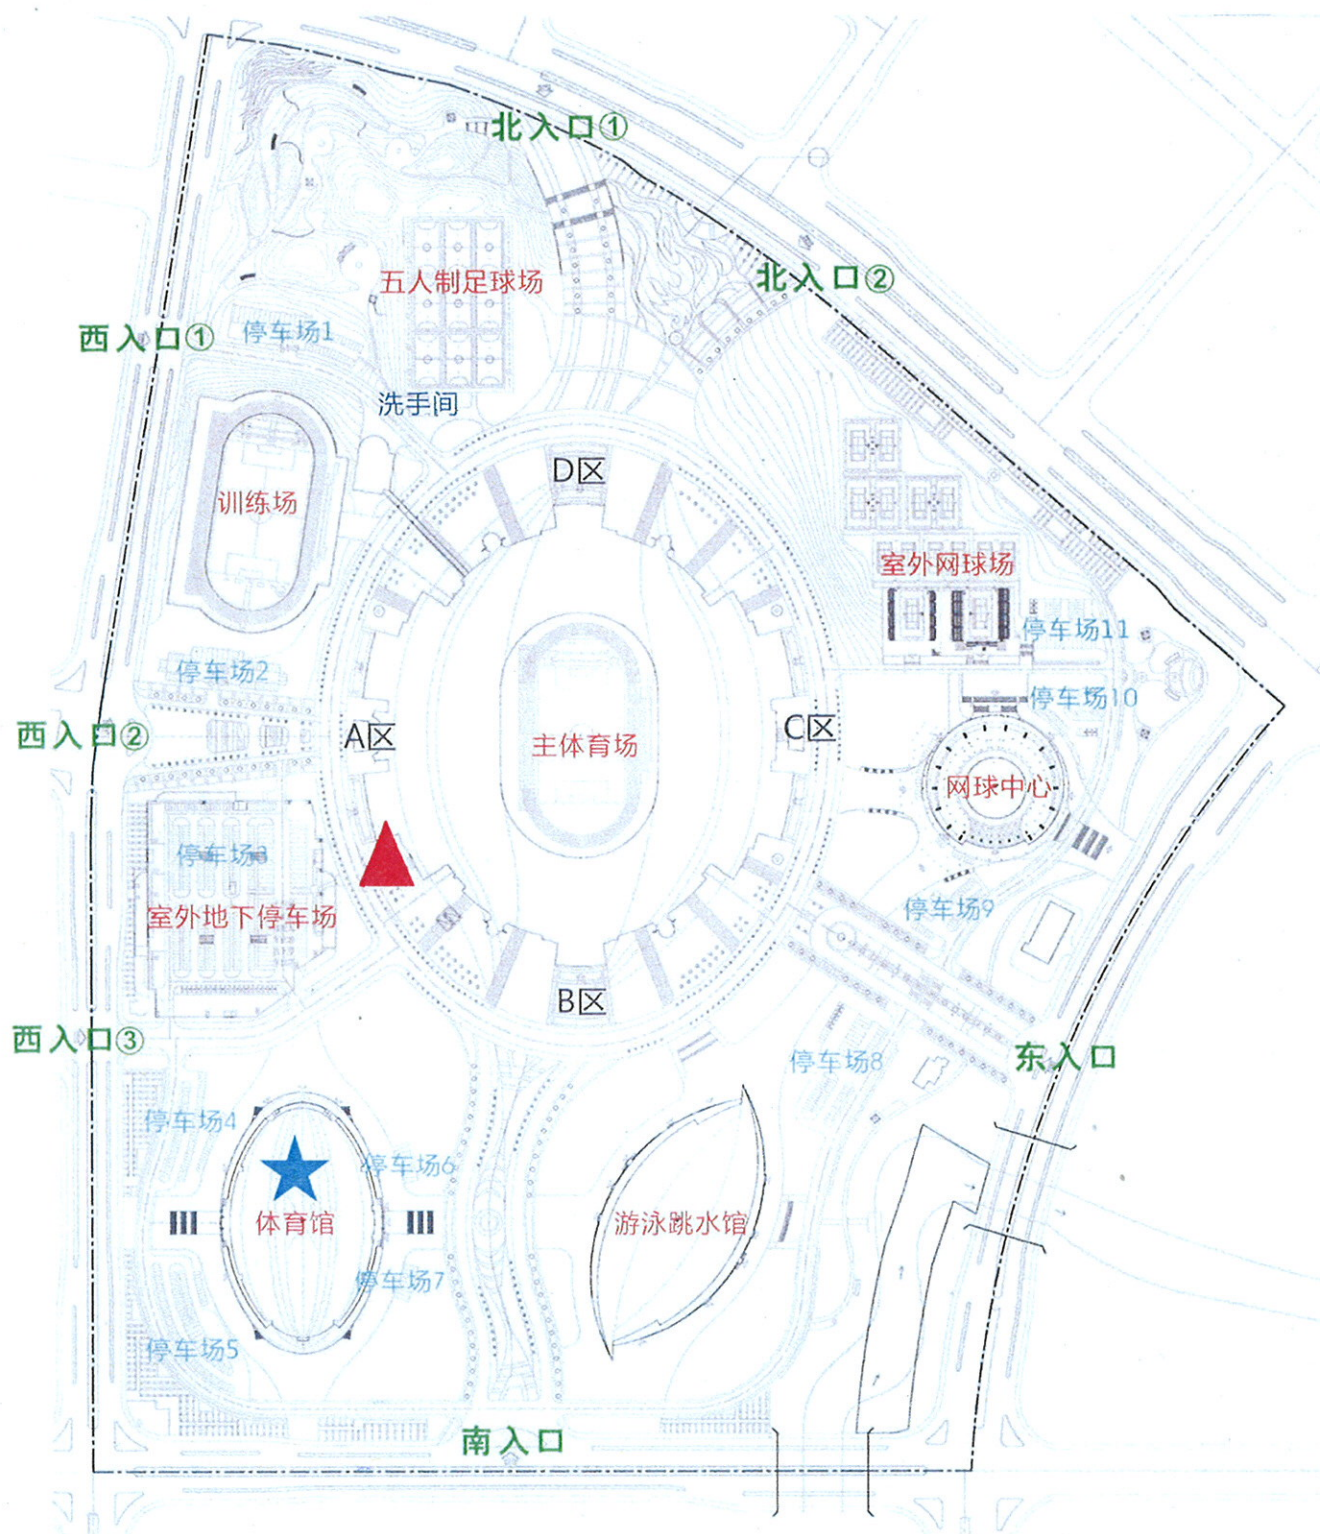 北入口①
北入口②
五人制足球场
停车场1
西入口①
洗手间
D区
训练场
室外网球场
停车场11
停车场2
停车场10
西入口②
A区
C区
主体育场
网球中心
停车场3
停车场9
室外地下停车场
B区
西入口③
东入口
停车场8
停车场4
停车场6
体育馆
游泳跳水馆
停车场7
停车场5
南入口